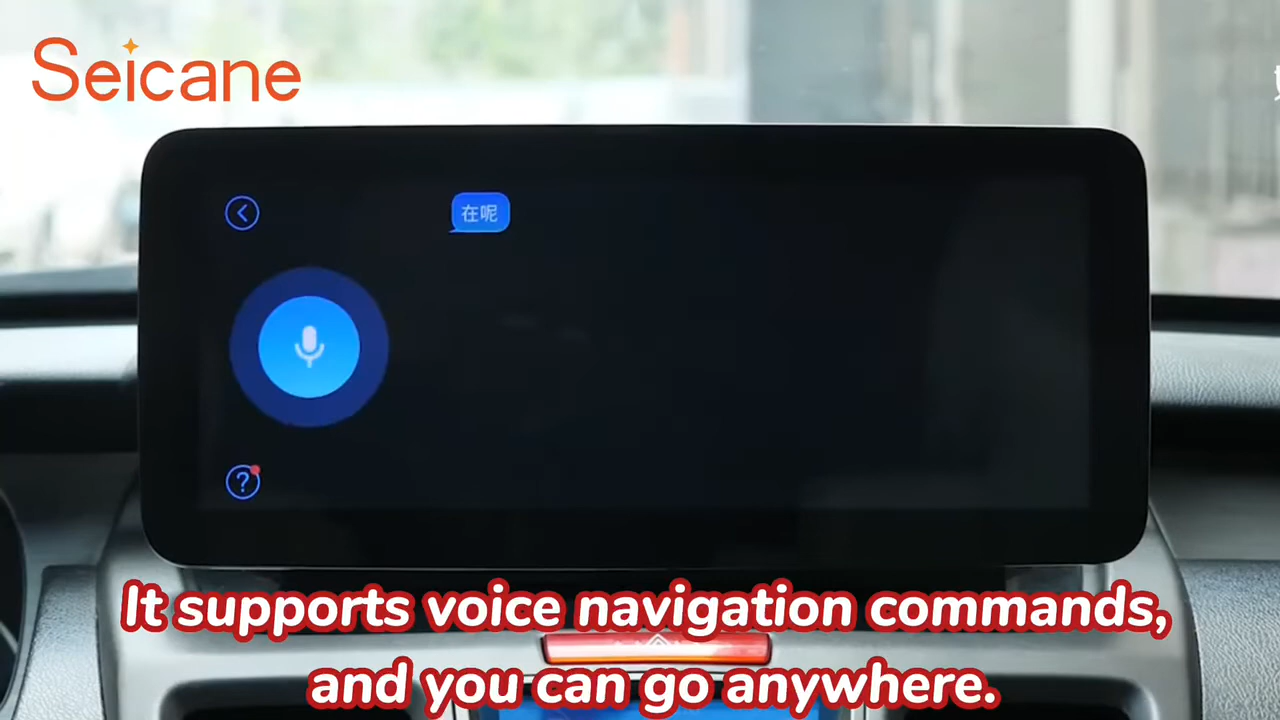 Seicane
在呢
It supports voice navigation commands,
and you can go anywhere.